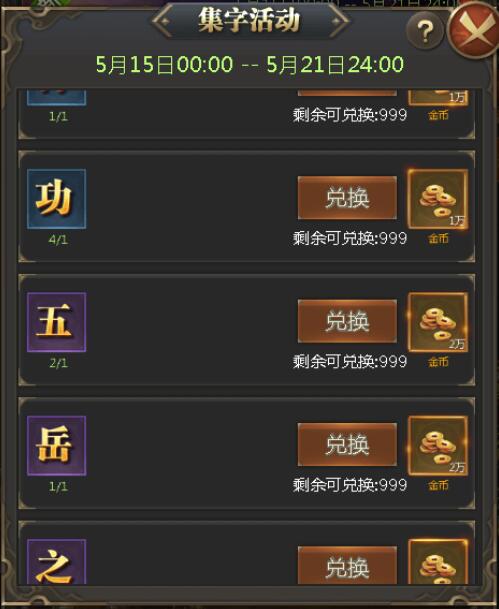 集字活动
?
5月15日00:00 -- 5月21日24:00
1万
1/1
剩余可兑换:999
金币
功
兑换
1万
4/1
剩余可兑换:999
金币
五
兑换
2万
2/1
剩余可兑换:999
金币
岳
兑换
2万
1/1
剩余可兑换:999
金币
之
兑换